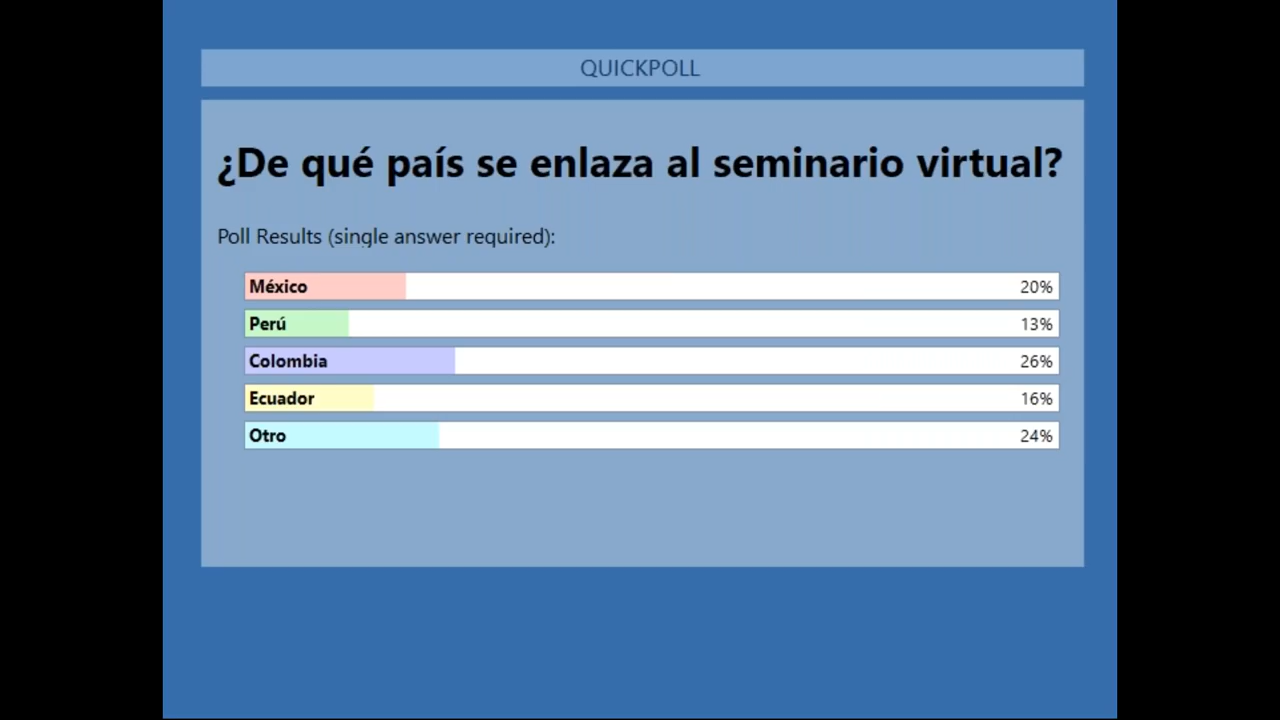 QUICKPOLL
¿De qué país se enlaza al seminario virtual?
Poll Results (single answer required):
México 20%
Perú 13%
Colombia 26%
Ecuador 16%
Otro 24%